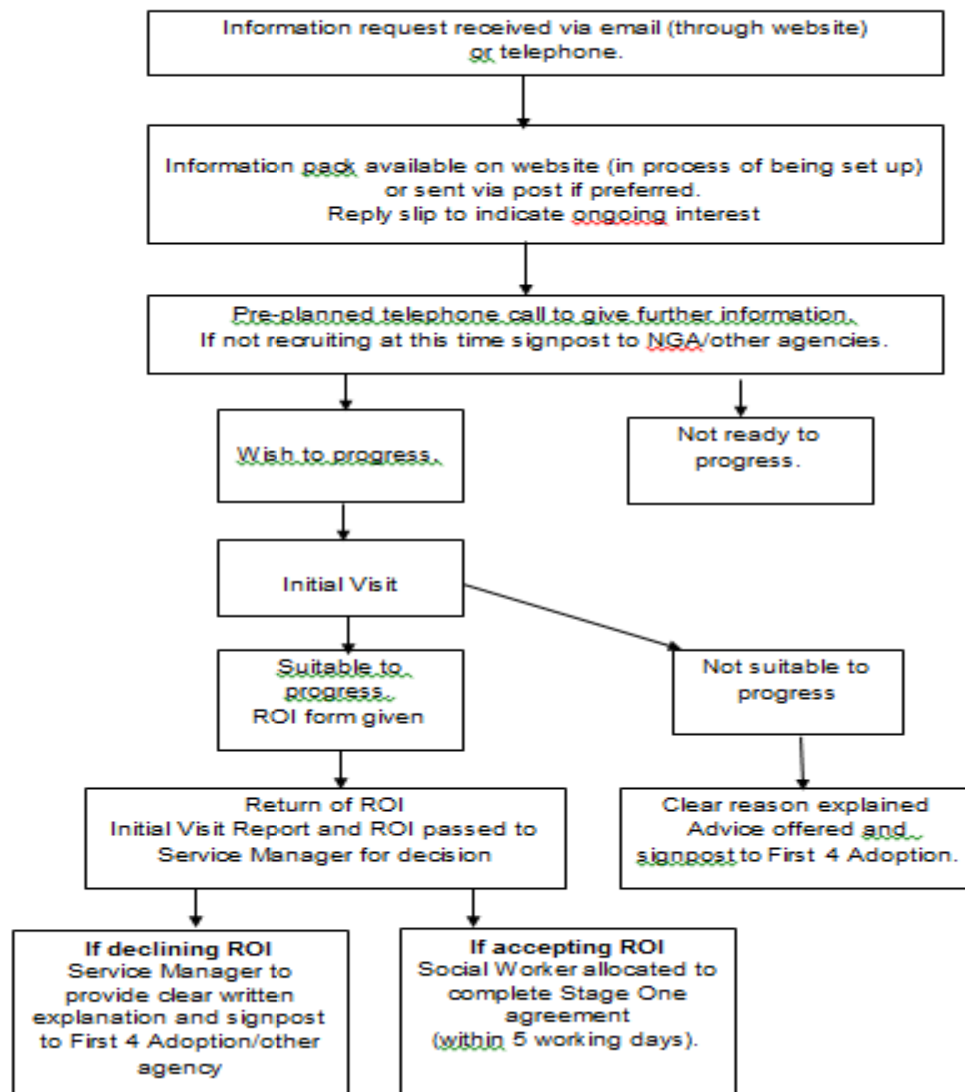 Information request received via email (through website)
or telephone.
Information pack available on website (in process of being set up)
or sent via post if preferred.
Reply slip to indicate ongoing interest
Pre-planned telephone call to give further information.
If not recruiting at this time signpost to NGA/other agencies.
Wish to progress.
Not ready to
progress.
Initial Visit
Suitable to
progress.
ROI form given
Not suitable to
progress
Return of ROI
Initial Visit Report and ROI passed to
Service Manager for decision
Clear reason explained
Advice offered and
signpost to First 4 Adoption.
If declining ROI
Service Manager to
provide clear written
explanation and signpost
to First 4 Adoption/other
agency
If accepting ROI
Social Worker allocated to
complete Stage One
agreement
(within 5 working days).